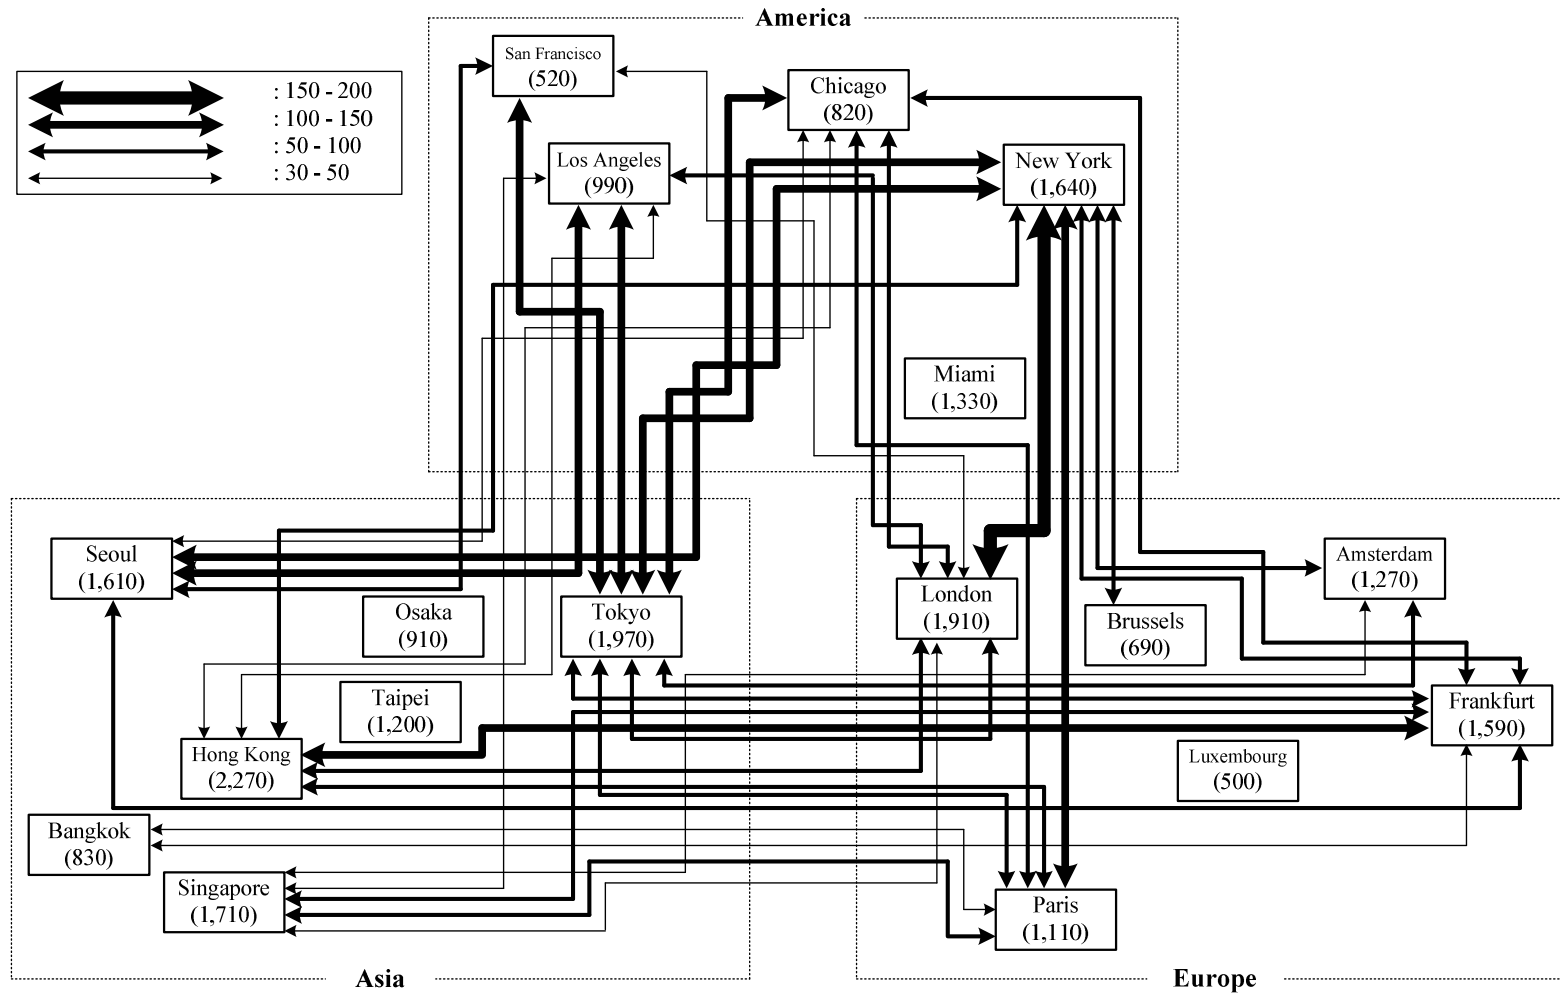 America
San Francisco
(520)
: 150 - 200
: 100 - 150
: 50 - 100
: 30 - 50
Chicago
(820)
Los Angeles
(990)
New York
(1,640)
Miami
(1,330)
Seoul
(1,610)
Osaka
(910)
Tokyo
(1,970)
London
(1,910)
Brussels
(690)
Amsterdam
(1,270)
Taipei
(1,200)
Hong Kong
(2,270)
Frankfurt
(1,590)
Luxembourg
(500)
Bangkok
(830)
Singapore
(1,710)
Paris
(1,110)
Asia
Europe